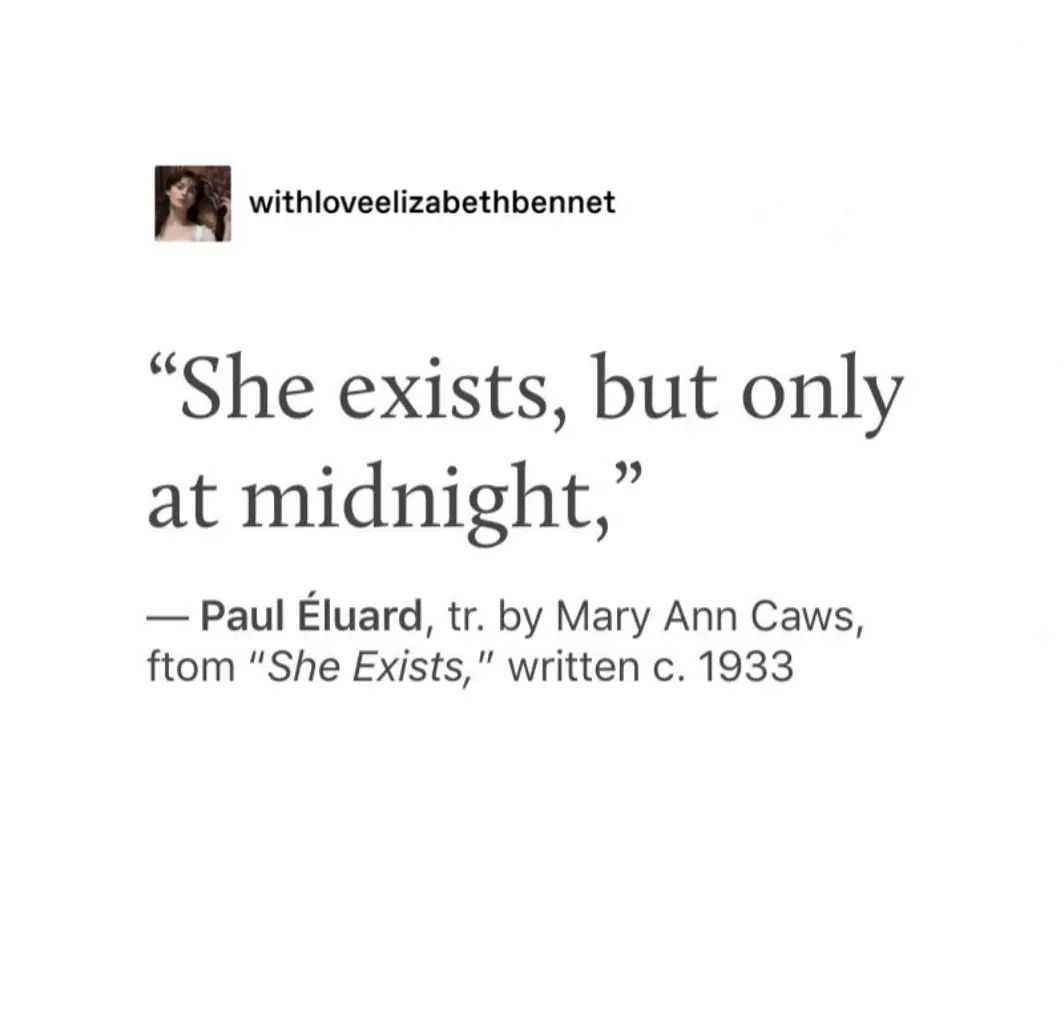 withloveelizabethbennet
“She exists, but only
at midnight,”
— Paul Éluard, tr. by Mary Ann Caws,
ftom "She Exists," written c. 1933